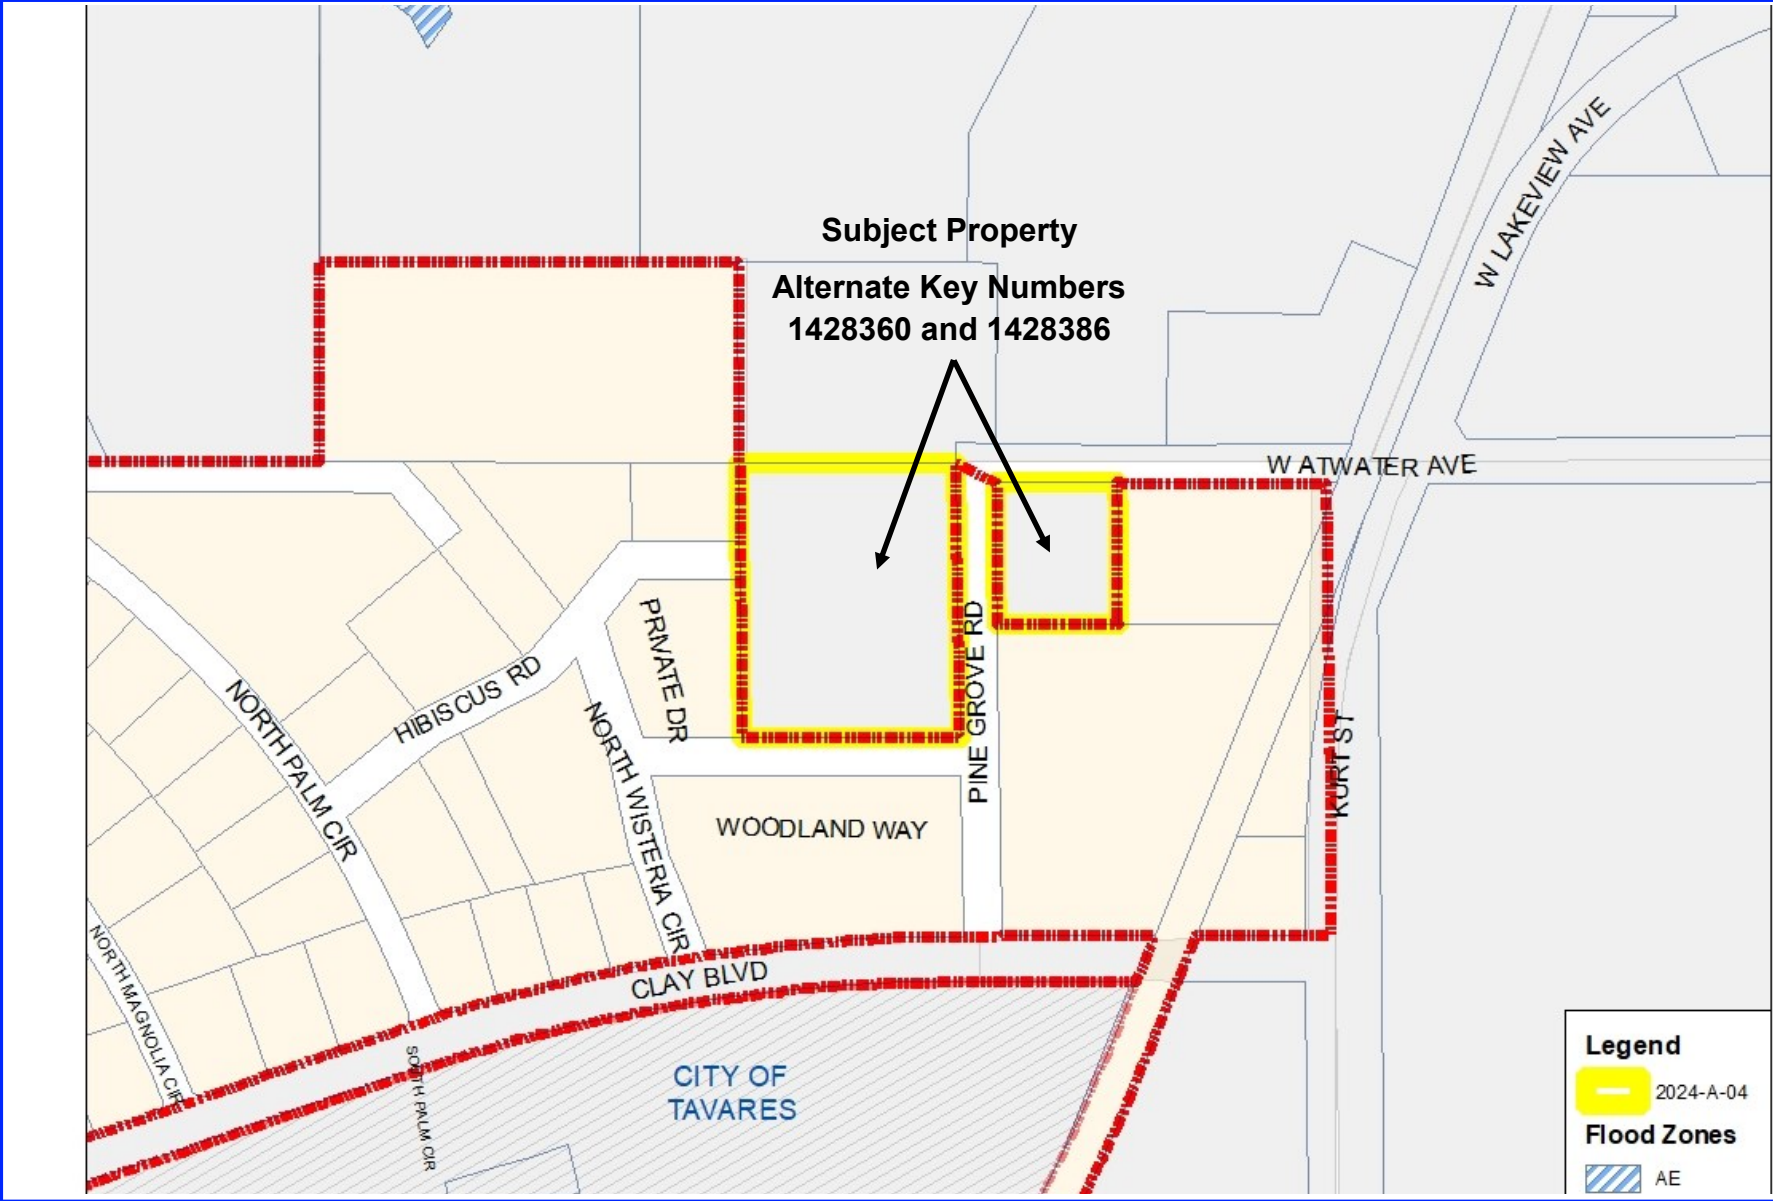 Subject Property
Alternate Key Numbers
1428360 and 1428386
W LAKEVIEW AVE
W ATWATER AVE
PRIVATE DR
PINE GROVE RD
HIBISCUS RD
NORTH PALM CIR
NORTH WISTERIA CIR
KURT ST
WOODLAND WAY
NORTH MAGNOLIA CIR
CLAY BLVD
SOUTH PALM CIR
CITY OF
TAVARES
Legend
2024-A-04
Flood Zones
AE